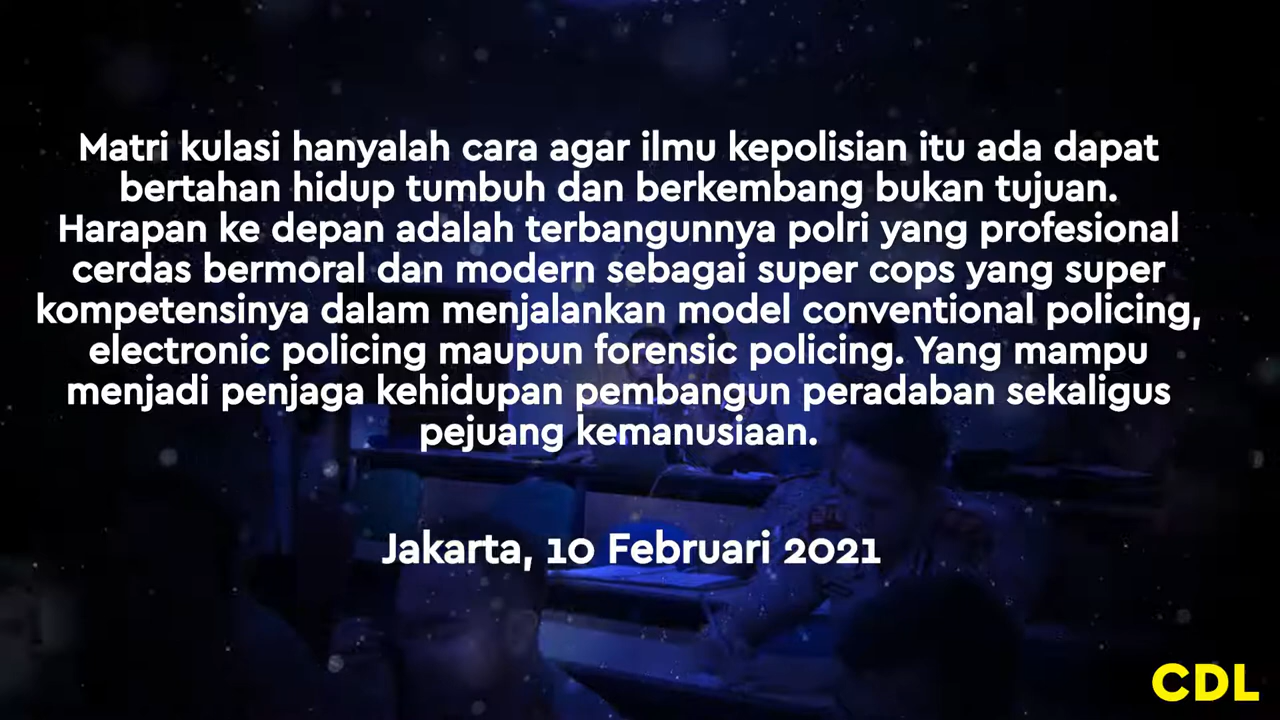 Matri kulasi hanyalah cara agar ilmu kepolisian itu ada dapat
bertahan hidup tumbuh dan berkembang bukan tujuan.
Harapan ke depan adalah terbangunnya polri yang profesional
cerdas bermoral dan modern sebagai super cops yang super
kompetensinya dalam menjalankan model conventional policing,
electronic policing maupun forensic policing. Yang mampu
menjadi penjaga kehidupan pembangun peradaban sekaligus
pejuang kemanusiaan.
Jakarta, 10 Februari 2021
CDL